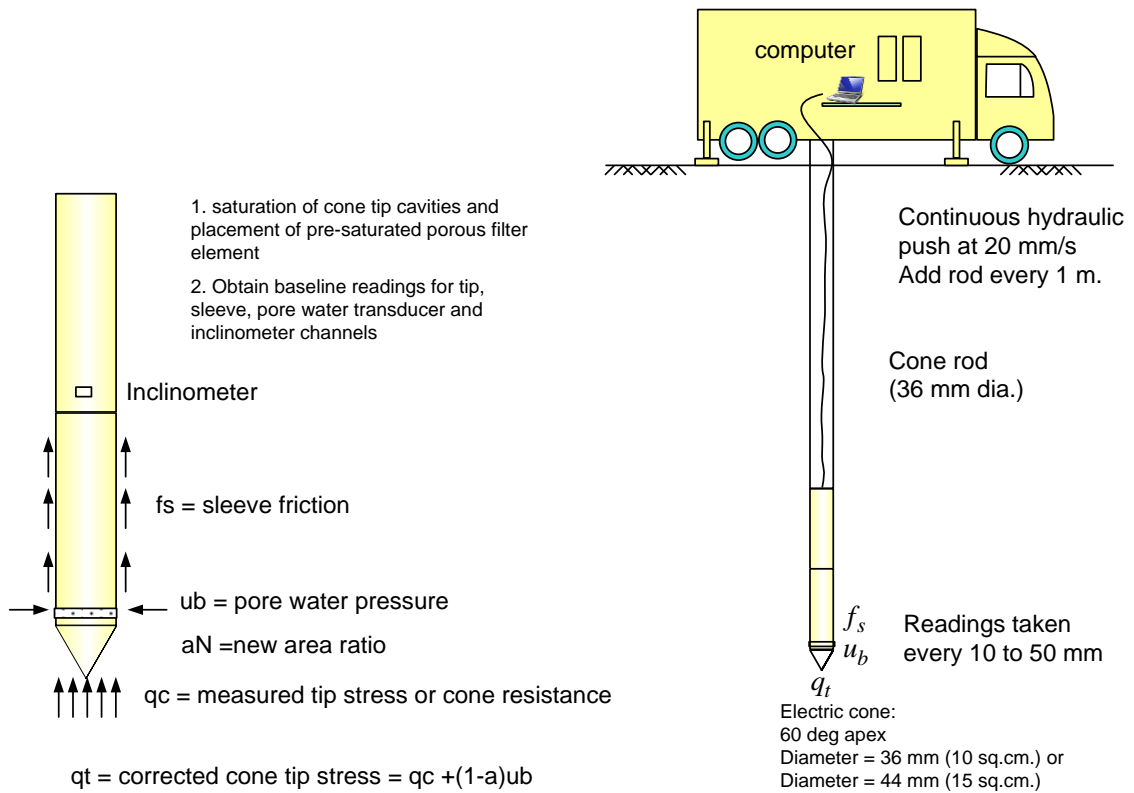 computer
1. saturation of cone tip cavities and
placement of pre-saturated porous filter
element
2. Obtain baseline readings for tip,
sleeve, pore water transducer and
inclinometer channels
Inclinometer
fs = sleeve friction
ub = pore water pressure
aN =new area ratio
qc = measured tip stress or cone resistance
qt = corrected cone tip stress = qc +(1-a)ub
Continuous hydraulic
push at 20 mm/s
Add rod every 1 m.
Cone rod
(36 mm dia.)
f_s
u_b
q_t
Readings taken
every 10 to 50 mm
Electric cone:
60 deg apex
Diameter = 36 mm (10 sq.cm.) or
Diameter = 44 mm (15 sq.cm.)